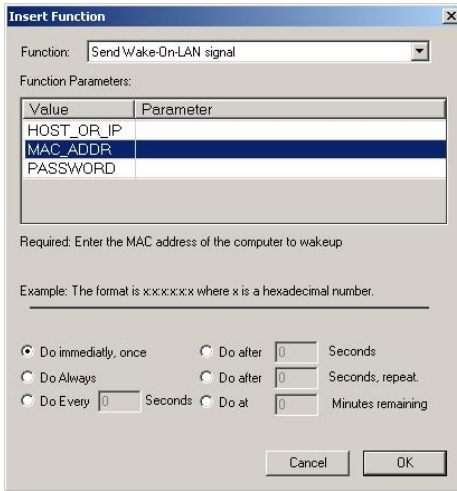 Insert Function
Function: Send Wake-On-LAN signal
Function Parameters:
Value Parameter
HOST_OR_IP
MAC_ADDR
PASSWORD
Required: Enter the MAC address of the computer to wakeup
Example: The format is x:x:x:x:x:x where x is a hexadecimal number.
Do immediatly, once Do after 0 Seconds
Do Always Do after 0 Seconds, repeat.
Do Every 0 Seconds Do at 0 Minutes remaining
Cancel OK